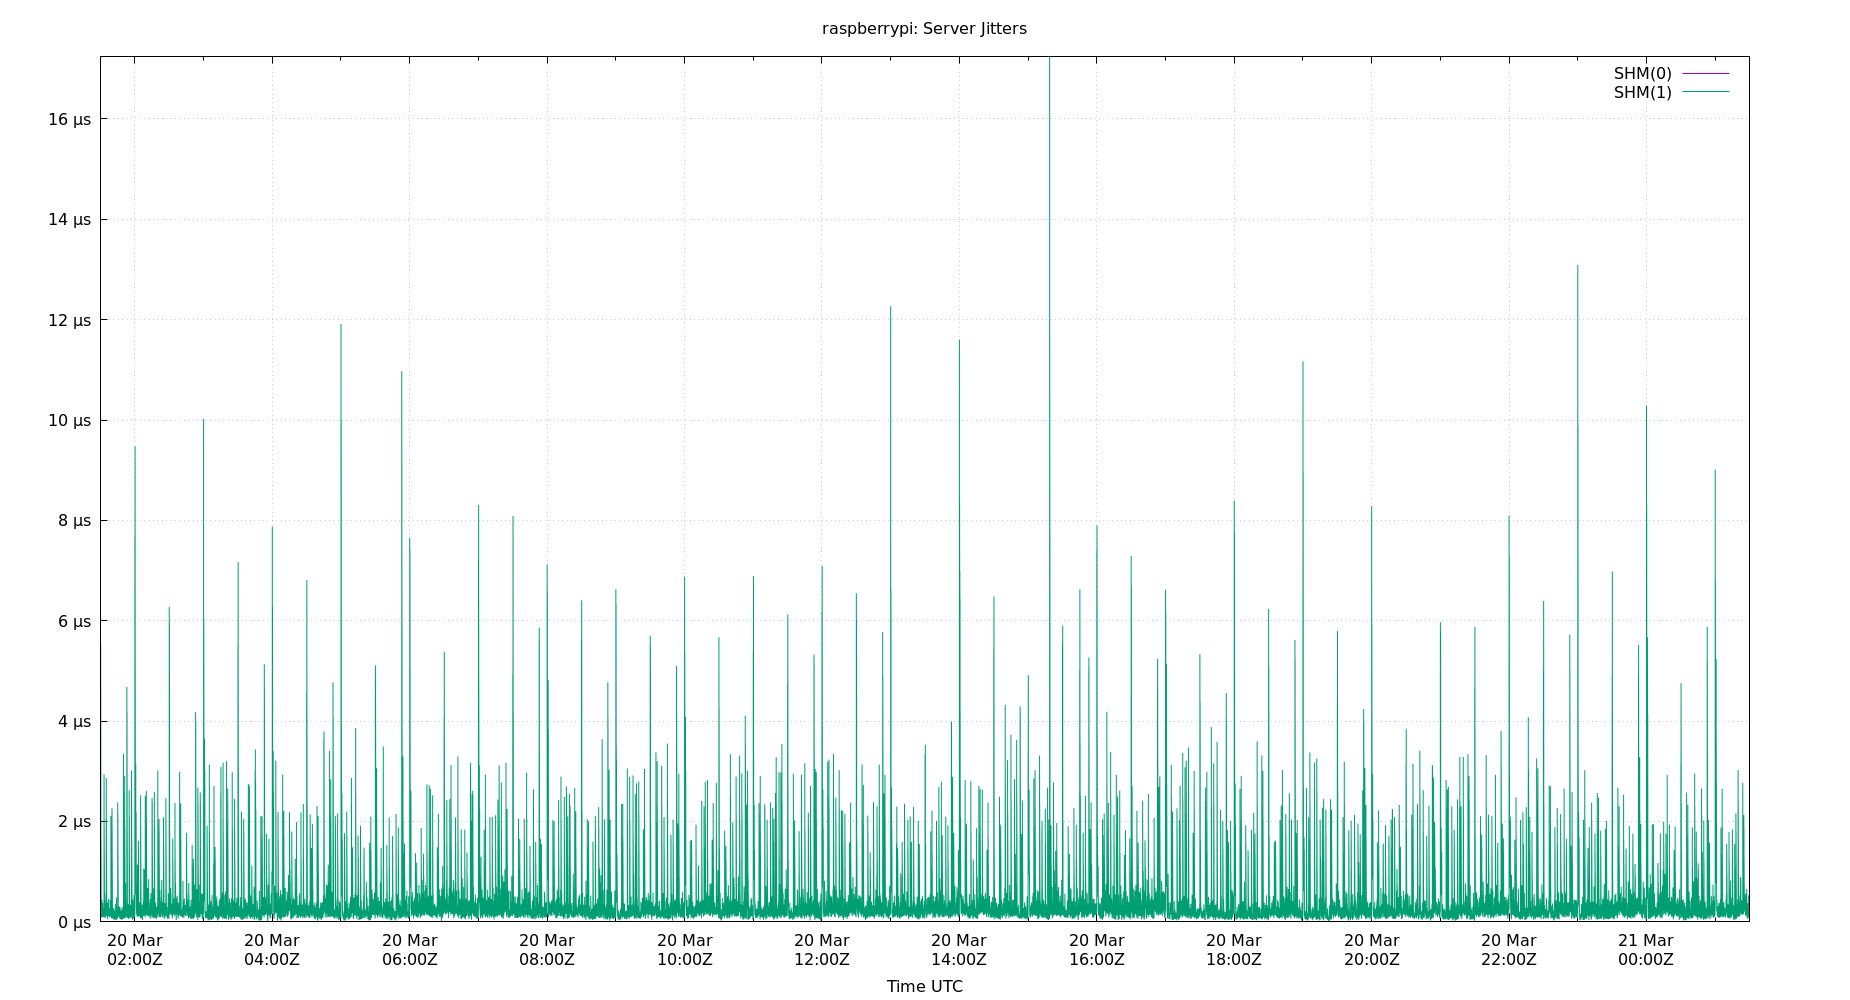 raspberrypi: Server Jitters
SHM(0)
SHM(1)
16 µs
14 µs
12 µs
10 µs
8 µs
6 µs
4 µs
2 µs
0 µs
20 Mar 20 Mar 20 Mar 20 Mar 20 Mar 20 Mar 20 Mar 20 Mar 20 Mar 20 Mar 20 Mar 21 Mar
02:00Z 04:00Z 06:00Z 08:00Z 10:00Z 12:00Z 14:00Z 16:00Z 18:00Z 20:00Z 22:00Z 00:00Z
Time UTC